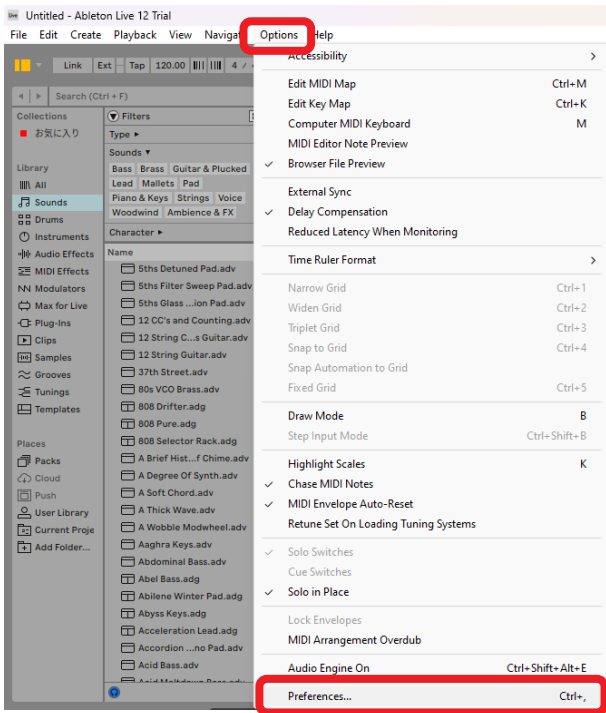 Untitled - Ableton Live 12 Trial
File Edit Create Playback View Navigat Options Help
Link Ext Tap 120.00 4 /
Search (Ctrl + F)
Collections
お気に入り
Library
All
Sounds
Drums
Instruments
Audio Effects
MIDI Effects
Modulators
Max for Live
Plug-Ins
Clips
Samples
Grooves
Tunings
Templates
Places
Packs
Cloud
Push
User Library
Current Proje
Add Folder...
Filters
Type
Sounds
Bass Brass Guitar & Plucked
Lead Mallets Pad
Piano & Keys Strings Voice
Woodwind Ambience & FX
Character
Name
5ths Detuned Pad.adv
5ths Filter Sweep Pad.adv
5ths Glass ...ion Pad.adv
12 CC's and Counting.adv
12 String C...s Guitar.adv
12 String Guitar.adv
37th Street.adv
80s VCO Brass.adv
808 Drifter.adg
808 Pure.adg
808 Selector Rack.adg
A Brief Hist...f Chime.adv
A Degree Of Synth.adv
A Soft Chord.adv
A Thick Wave.adv
A Wobble Modwheel.adv
Aaghra Keys.adv
Abdominal Bass.adv
Abel Bass.adg
Abilene Winter Pad.adg
Abyss Keys.adg
Acceleration Lead.adg
Accordion ...no Pad.adv
Acid Bass.adv
Acid Meltdown Bass.adv
Accessibility
Edit MIDI Map Ctrl+M
Edit Key Map Ctrl+K
Computer MIDI Keyboard M
MIDI Editor Note Preview
Browser File Preview
External Sync
Delay Compensation
Reduced Latency When Monitoring
Time Ruler Format
Narrow Grid Ctrl+1
Widen Grid Ctrl+2
Triplet Grid Ctrl+3
Snap to Grid Ctrl+4
Snap Automation to Grid
Fixed Grid Ctrl+5
Draw Mode B
Step Input Mode Ctrl+Shift+B
Highlight Scales K
Chase MIDI Notes
MIDI Envelope Auto-Reset
Retune Set On Loading Tuning Systems
Solo Switches
Cue Switches
Solo in Place
Lock Envelopes
MIDI Arrangement Overdub
Audio Engine On Ctrl+Shift+Alt+E
Preferences... Ctrl+,